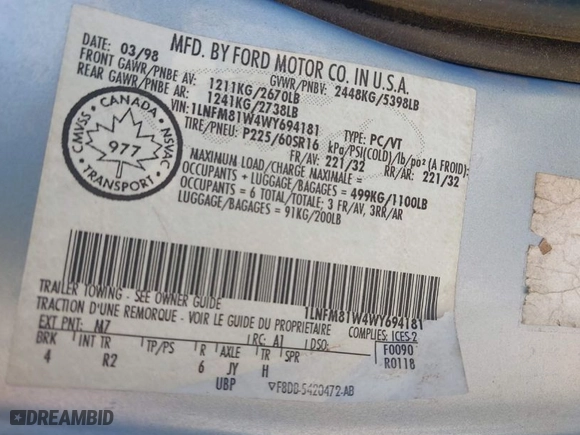 MFD. BY FORD MOTOR CO. IN U.S.A.
DATE: 03/98
GVWR/PNBV: 2448KG/5398LB
FRONT GAWR/PNBE AV: 1211KG/2670LB
REAR GAWR/PNBE AR: 1241KG/2738LB
VIN:1LNFM81W4WY694181
TYPE: PC/VT
TIRE/PNEU: P225/60SR16 kPa/PSI(COLD)/lb/po² (A FROID):
FR/AV: 221/32 RR/AR: 221/32
MAXIMUM LOAD/CHARGE MAXIMALE =
OCCUPANTS + LUGGAGE/BAGAGES = 499KG/1100LB
OCCUPANTS = 6 TOTAL/TOTALE; 3 FR/AV, 3RR/AR
LUGGAGE/BAGAGES = 91KG/200LB
CANADA
CMVSS
977
NSVAC
TRANSPORT
1LNFM81W4WY694181
TRAILER TOWING - SEE OWNER GUIDE
TRACTION D'UNE REMORQUE - VOIR LE GUIDE DU PROPRIETAIRE
COMPLIES: ICES-2
EXT PNT: M7 RC: A1 DSO:
F0090
R0118
BRK INT TR TP/PS R AXLE TR SPR
4 R2 6 JY H
UBP
▽F8DB-5420472-AB
DREAMBID